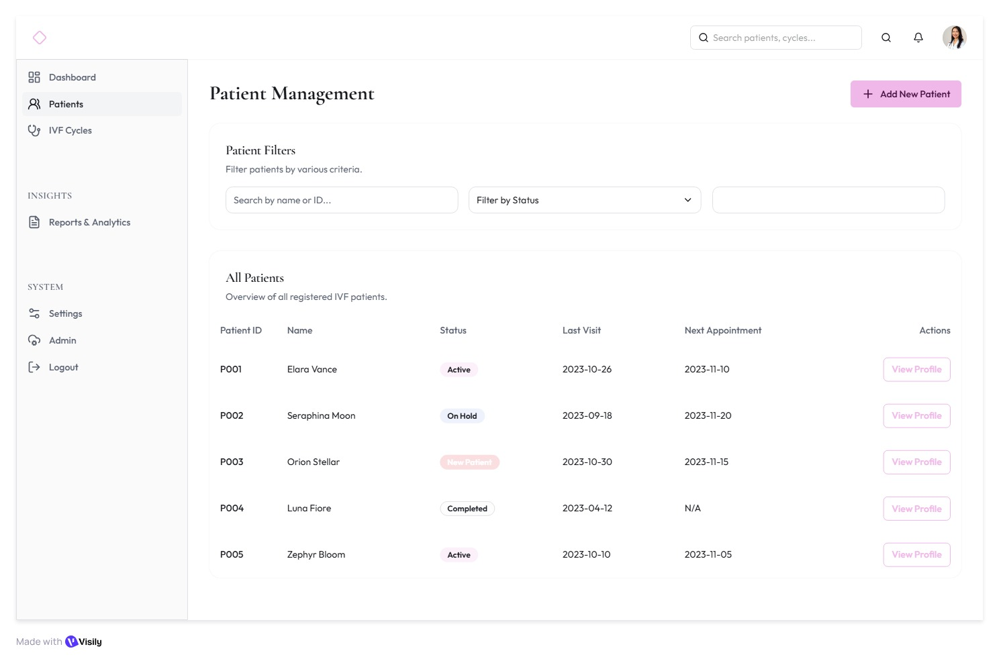 Search patients, cycles...
Dashboard
Patients
IVF Cycles
INSIGHTS
Reports & Analytics
SYSTEM
Settings
Admin
Logout
Patient Management
Add New Patient
Patient Filters
Filter patients by various criteria.
Search by name or ID...
Filter by Status
All Patients
Overview of all registered IVF patients.
Patient ID Name Status Last Visit Next Appointment Actions
P001 Elara Vance Active 2023-10-26 2023-11-10 View Profile
P002 Seraphina Moon On Hold 2023-09-18 2023-11-20 View Profile
P003 Orion Stellar New Patient 2023-10-30 2023-11-15 View Profile
P004 Luna Fiore Completed 2023-04-12 N/A View Profile
P005 Zephyr Bloom Active 2023-10-10 2023-11-05 View Profile
Made with Visily